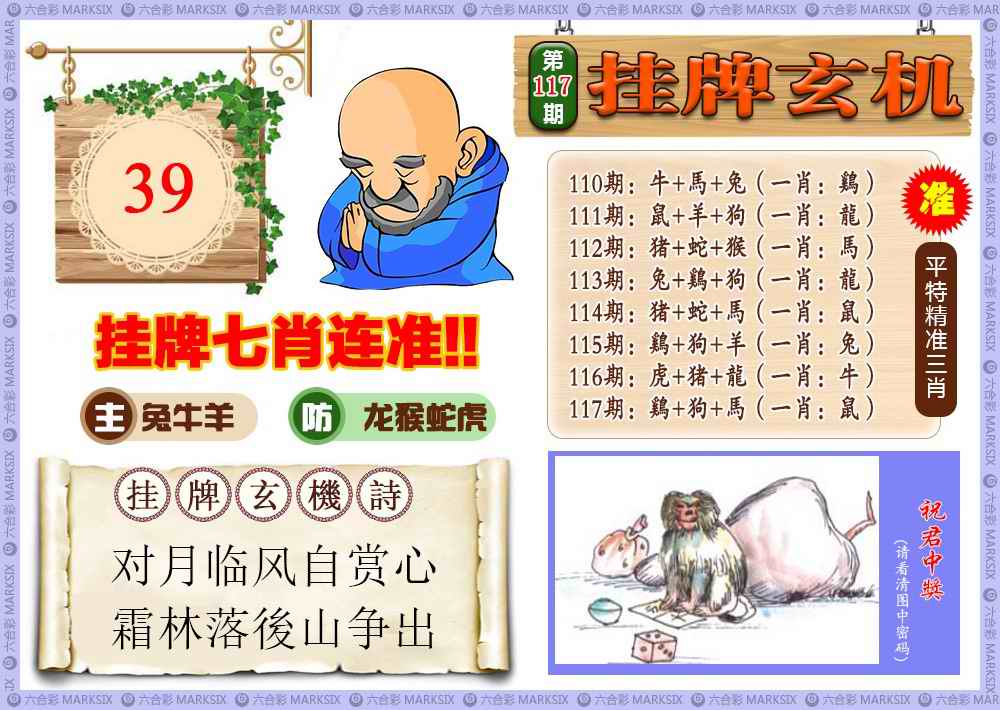 六合彩 MARKSIX
39
第
117
期
挂牌玄机
110期：牛+馬+兔（一肖：鷄）
111期：鼠+羊+狗（一肖：龍）
112期：猪+蛇+猴（一肖：馬）
113期：兔+鷄+狗（一肖：龍）
114期：猪+蛇+馬（一肖：鼠）
115期：鷄+狗+羊（一肖：兔）
116期：虎+猪+龍（一肖：牛）
117期：鷄+狗+馬（一肖：鼠）
准
平特精准三肖
挂牌七肖连准!!
主 兔牛羊
防 龙猴蛇虎
挂牌玄機詩
对月临风自赏心
霜林落後山争出
祝君中獎
（请看清图中密码）